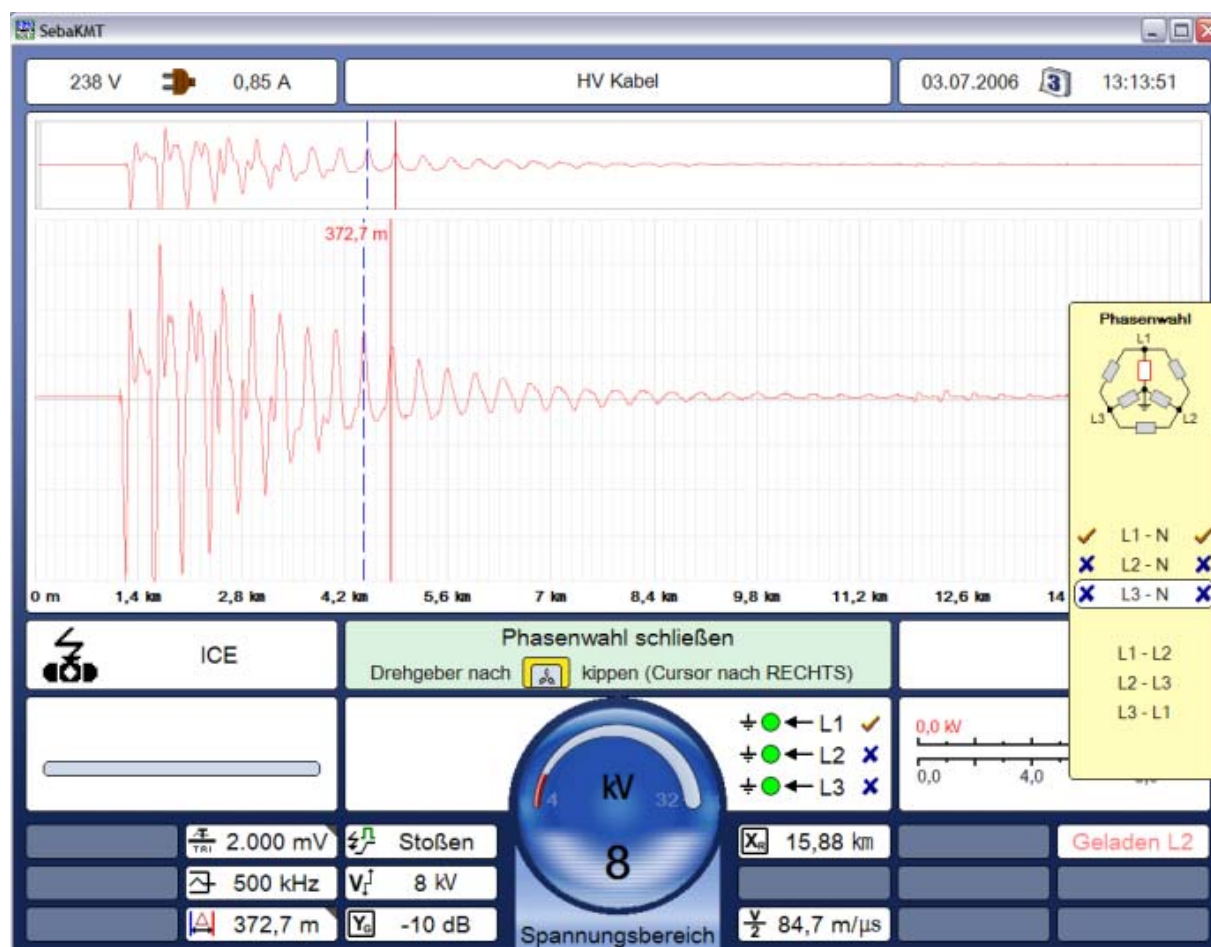 SebaKMT
238 V 0,85 A
HV Kabel
03.07.2006 3 13:13:51
372,7 m
0 m 1,4 km 2,8 km 4,2 km 5,6 km 7 km 8,4 km 9,8 km 11,2 km 12,6 km 14
Phasenwahl
L1
L3 L2
L1 - N
L2 - N
L3 - N
L1 - L2
L2 - L3
L3 - L1
ICE
Phasenwahl schließen
Drehgeber nach kippen (Cursor nach RECHTS)
L1
L2
L3
0,0 kV
0,0 4,0
kV
4 32
8
Spannungsbereich
TRI 2.000 mV
500 kHz
372,7 m
Stoßen
V 8 kV
YG -10 dB
XR 15,88 km
V/2 84,7 m/µs
Geladen L2